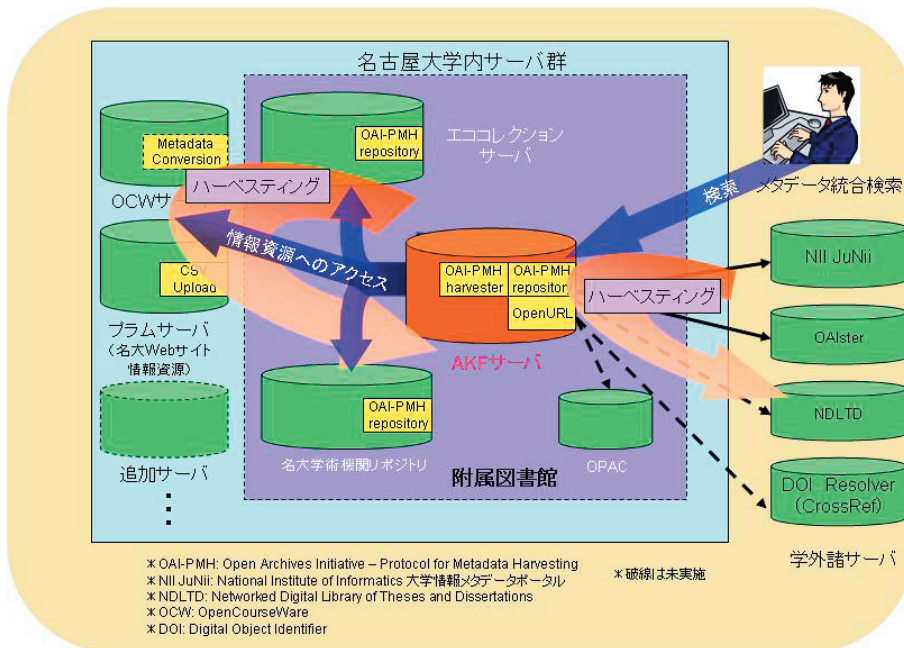 名古屋大学内サーバ群
Metadata
Conversion
OCWサーバ
OAI-PMH
repository
エココレクション
サーバ
ハーベスティング
検索
メタデータ統合検索
情報資源へのアクセス
CSV
Upload
プラムサーバ
(名大Webサイト
情報資源)
OAI-PMH
harvester
OAI-PMH
repository
OpenURL
AKFサーバ
ハーベスティング
NII JuNii
OAIster
NDLTD
DOI Resolver
(CrossRef)
学外諸サーバ
追加サーバ
OAI-PMH
repository
名大学術機関リポジトリ
OPAC
附属図書館
* OAI-PMH: Open Archives Initiative – Protocol for Metadata Harvesting
* NII JuNii: National Institute of Informatics 大学情報メタデータポータル
* NDLTD: Networked Digital Library of Theses and Dissertations
* OCW: OpenCourseWare
* DOI: Digital Object Identifier
*破線は未実施